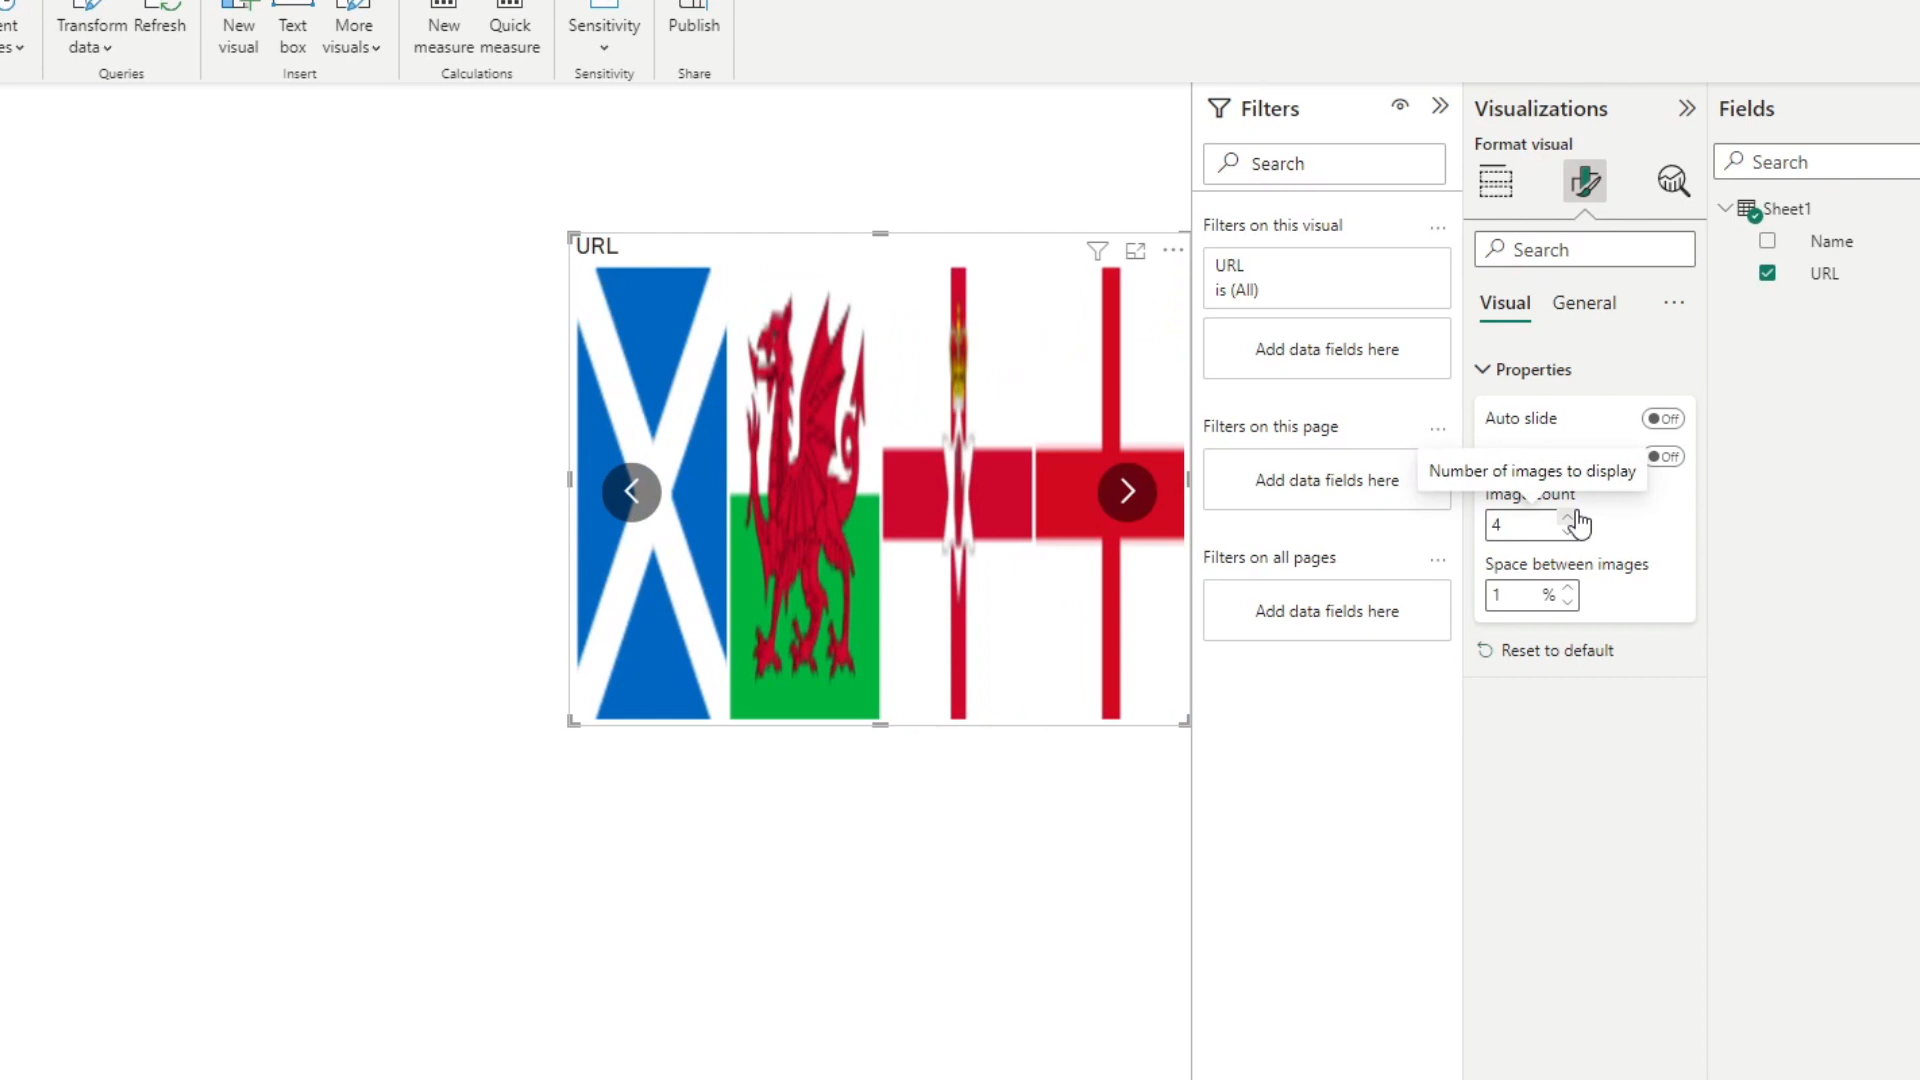 ent
es
Transform
data
Refresh
Queries
New
visual
Text
box
More
visuals
Insert
New
measure
Quick
measure
Calculations
Sensitivity
Sensitivity
Publish
Share
URL
Filters
Search
Filters on this visual
URL
is (All)
Add data fields here
Filters on this page
Add data fields here
Filters on all pages
Add data fields here
Visualizations
Format visual
Search
Visual
General
Properties
Auto slide
Off
Off
Number of images to display
Image count
4
Space between images
1 %
Reset to default
Fields
Search
Sheet1
Name
URL